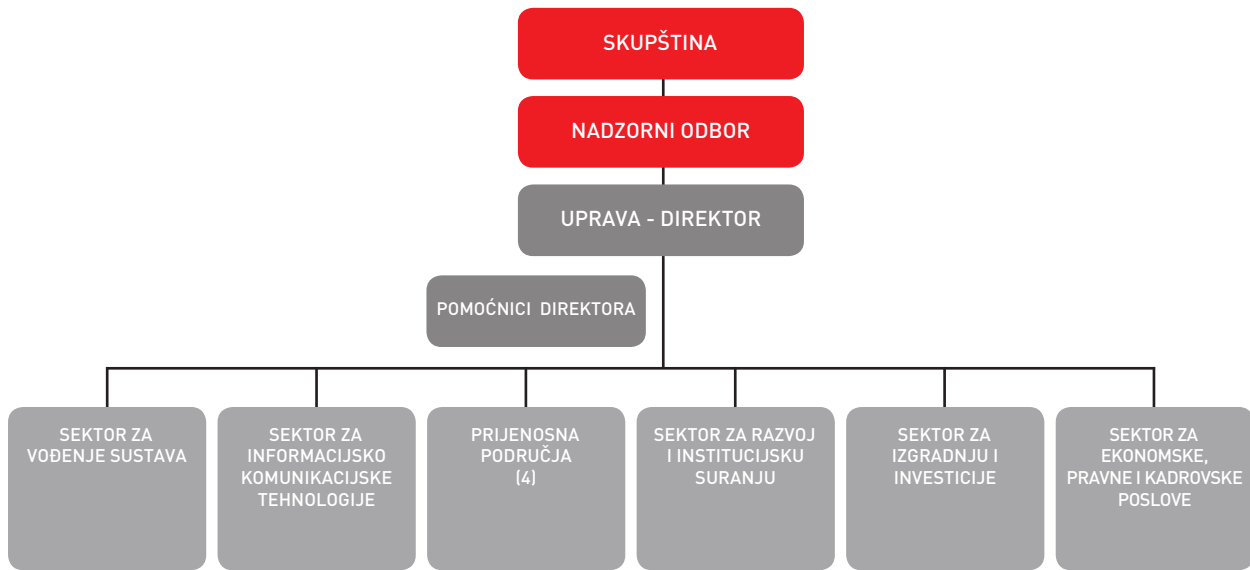 SKUPŠTINA
NADZORNI ODBOR
UPRAVA - DIREKTOR
POMOĆNICI DIREKTORA
SEKTOR ZA
VOĐENJE SUSTAVA
SEKTOR ZA
INFORMACIJSKO
KOMUNIKACIJSKE
TEHNOLOGIJE
PRIJENOSNA
PODRUČJA
(4)
SEKTOR ZA RAZVOJ
I INSTITUCIJSKU
SURANJU
SEKTOR ZA
IZGRADNJU I
INVESTICIJE
SEKTOR ZA
EKONOMSKE,
PRAVNE I KADROVSKE
POSLOVE